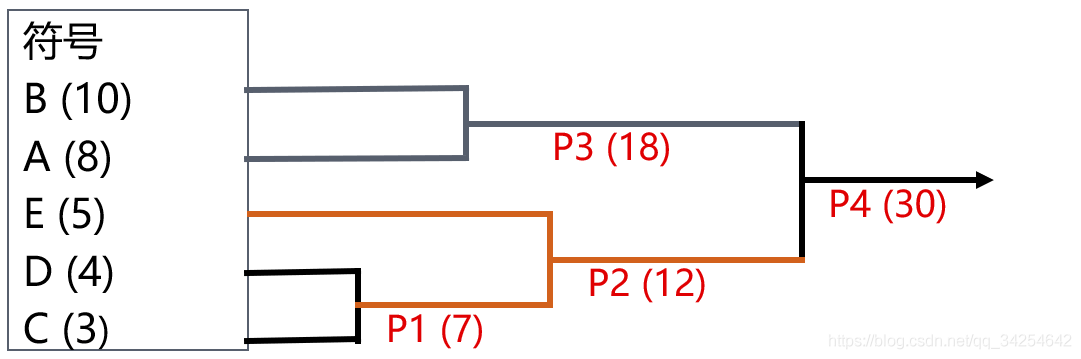 符号
B (10)
A (8)
E (5)
D (4)
C (3)
P3 (18)
P4 (30)
P2 (12)
P1 (7)
https://blog.csdn.net/qq_34254642